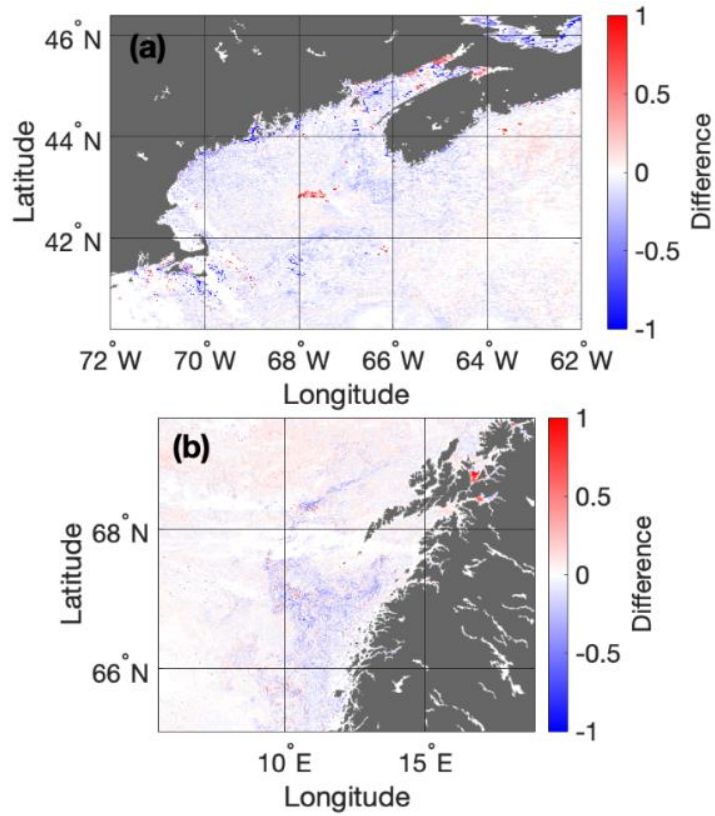 (a)
46°N
44°N
42°N
Latitude
72°W 70°W 68°W 66°W 64°W 62°W
Longitude
1
0.5
0
-0.5
-1
Difference
(b)
68°N
66°N
Latitude
10°E 15°E
Longitude
1
0.5
0
-0.5
-1
Difference